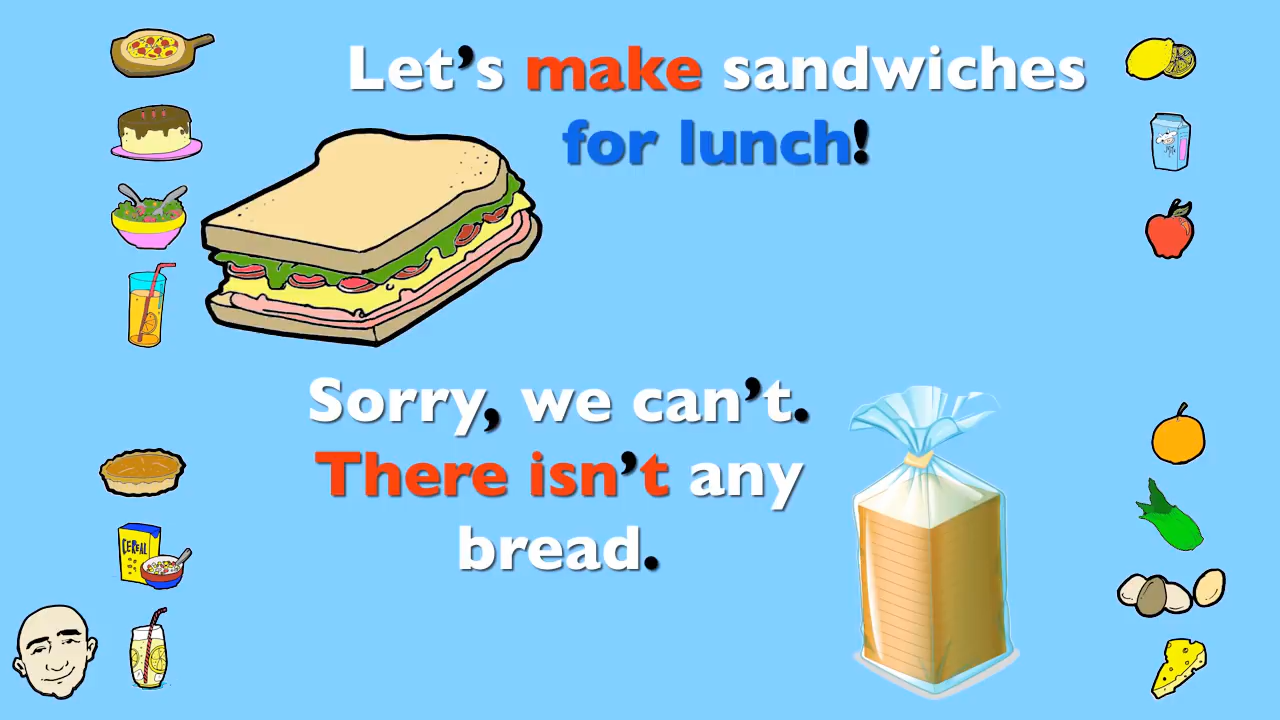 Let's make sandwiches
for lunch!
Sorry, we can't.
There isn't any
bread.
CEREAL